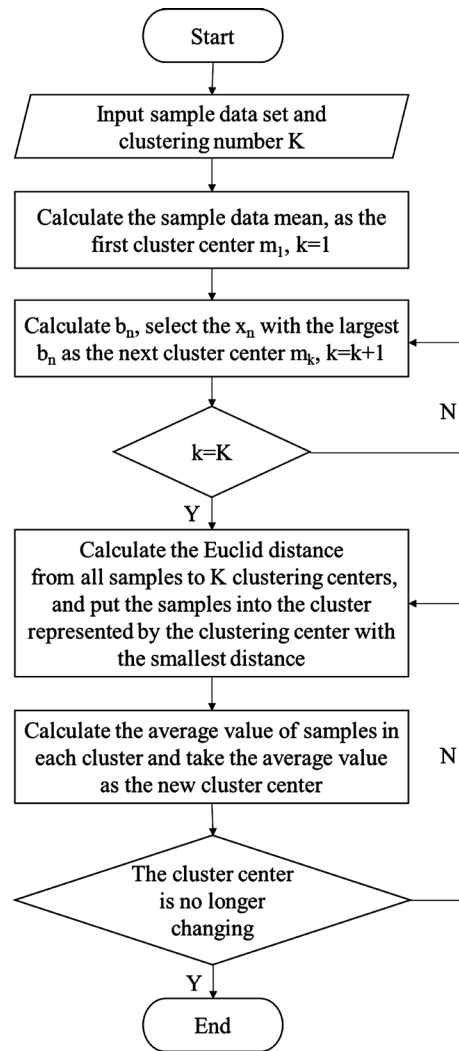 Start
Input sample data set and
clustering number K
Calculate the sample data mean, as the
first cluster center m₁, k=1
Calculate bₙ, select the xₙ with the largest
bₙ as the next cluster center mₖ, k=k+1
N
k=K
Y
Calculate the Euclid distance
from all samples to K clustering centers,
and put the samples into the cluster
represented by the clustering center with
the smallest distance
Calculate the average value of samples in
each cluster and take the average value
as the new cluster center
N
The cluster center
is no longer
changing
Y
End